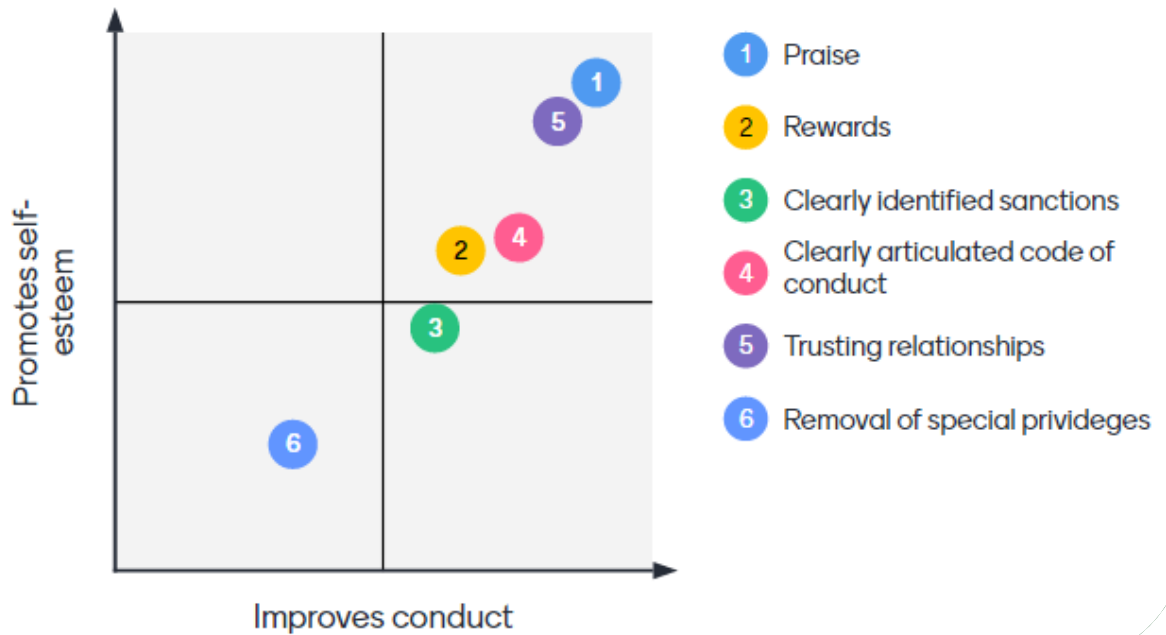 Promotes self-
esteem
1
5
2
4
3
6
Improves conduct
1 Praise
2 Rewards
3 Clearly identified sanctions
4 Clearly articulated code of
conduct
5 Trusting relationships
6 Removal of special privideges